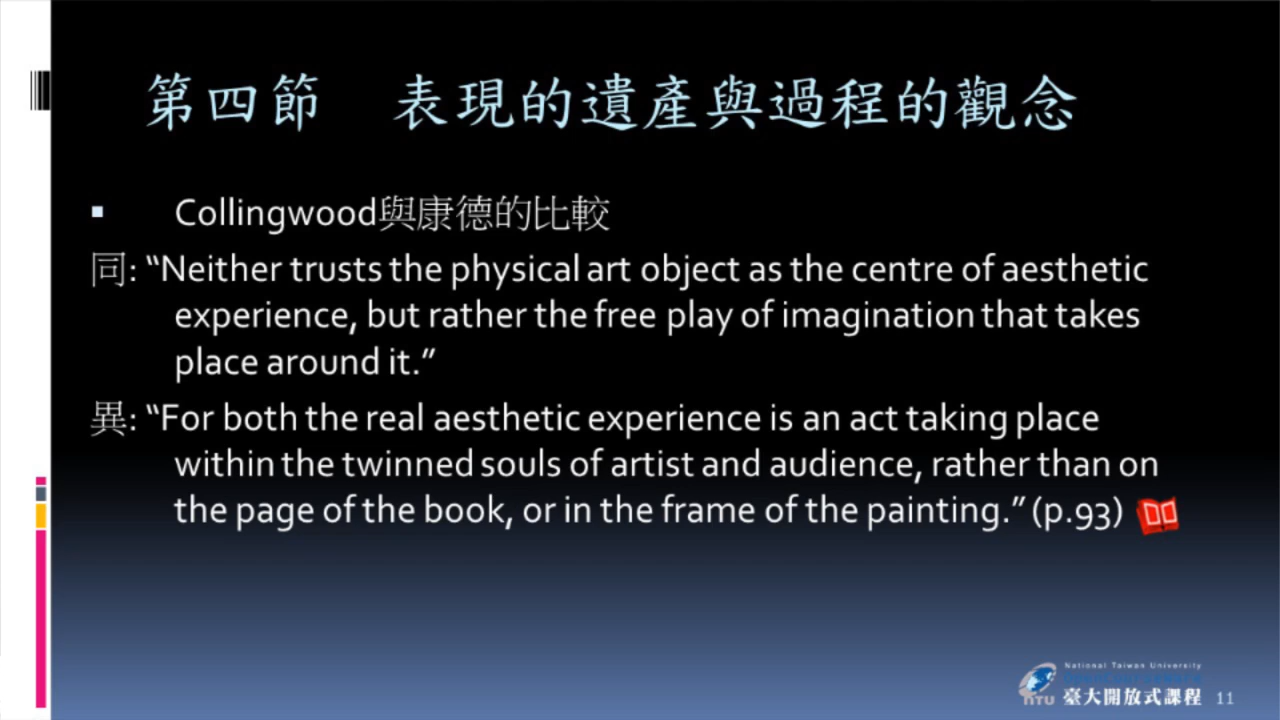 第四節 表現的遺產與過程的觀念
▪ Collingwood與康德的比較
同: “Neither trusts the physical art object as the centre of aesthetic
experience, but rather the free play of imagination that takes
place around it.”
異: “For both the real aesthetic experience is an act taking place
within the twinned souls of artist and audience, rather than on
the page of the book, or in the frame of the painting.” (p.93)
National Taiwan University
OpenCourseWare
NTU 臺大開放式課程 11